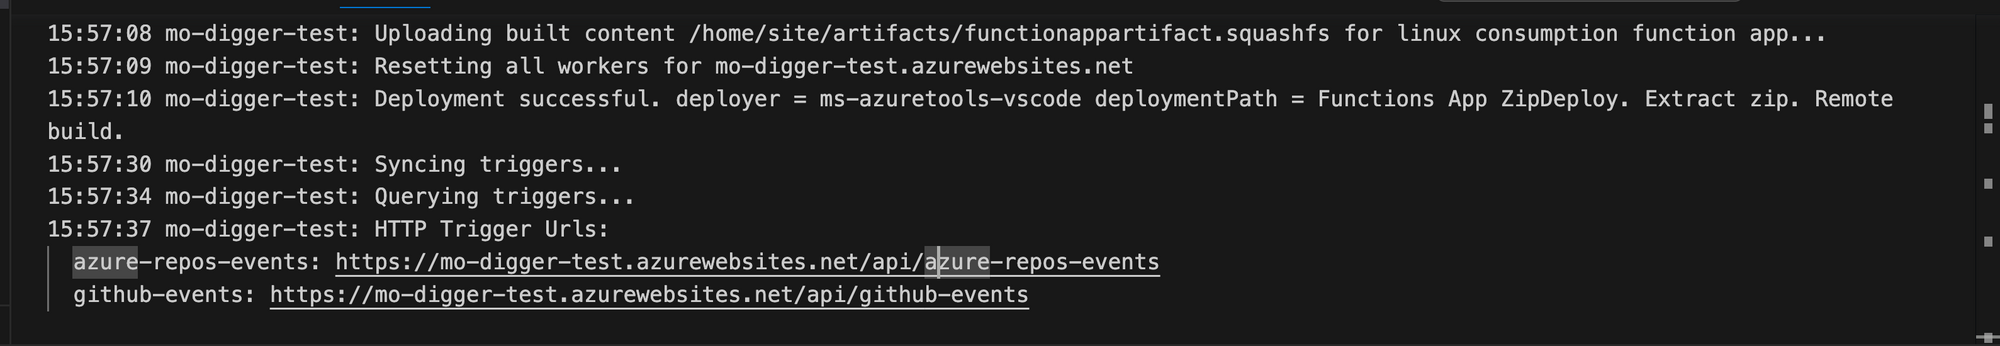 15:57:08 mo-digger-test: Uploading built content /home/site/artifacts/functionappartifact.squashfs for linux consumption function app...
15:57:09 mo-digger-test: Resetting all workers for mo-digger-test.azurewebsites.net
15:57:10 mo-digger-test: Deployment successful. deployer = ms-azuretools-vscode deploymentPath = Functions App ZipDeploy. Extract zip. Remote
build.
15:57:30 mo-digger-test: Syncing triggers...
15:57:34 mo-digger-test: Querying triggers...
15:57:37 mo-digger-test: HTTP Trigger Urls:
azure-repos-events: https://mo-digger-test.azurewebsites.net/api/azure-repos-events
github-events: https://mo-digger-test.azurewebsites.net/api/github-events